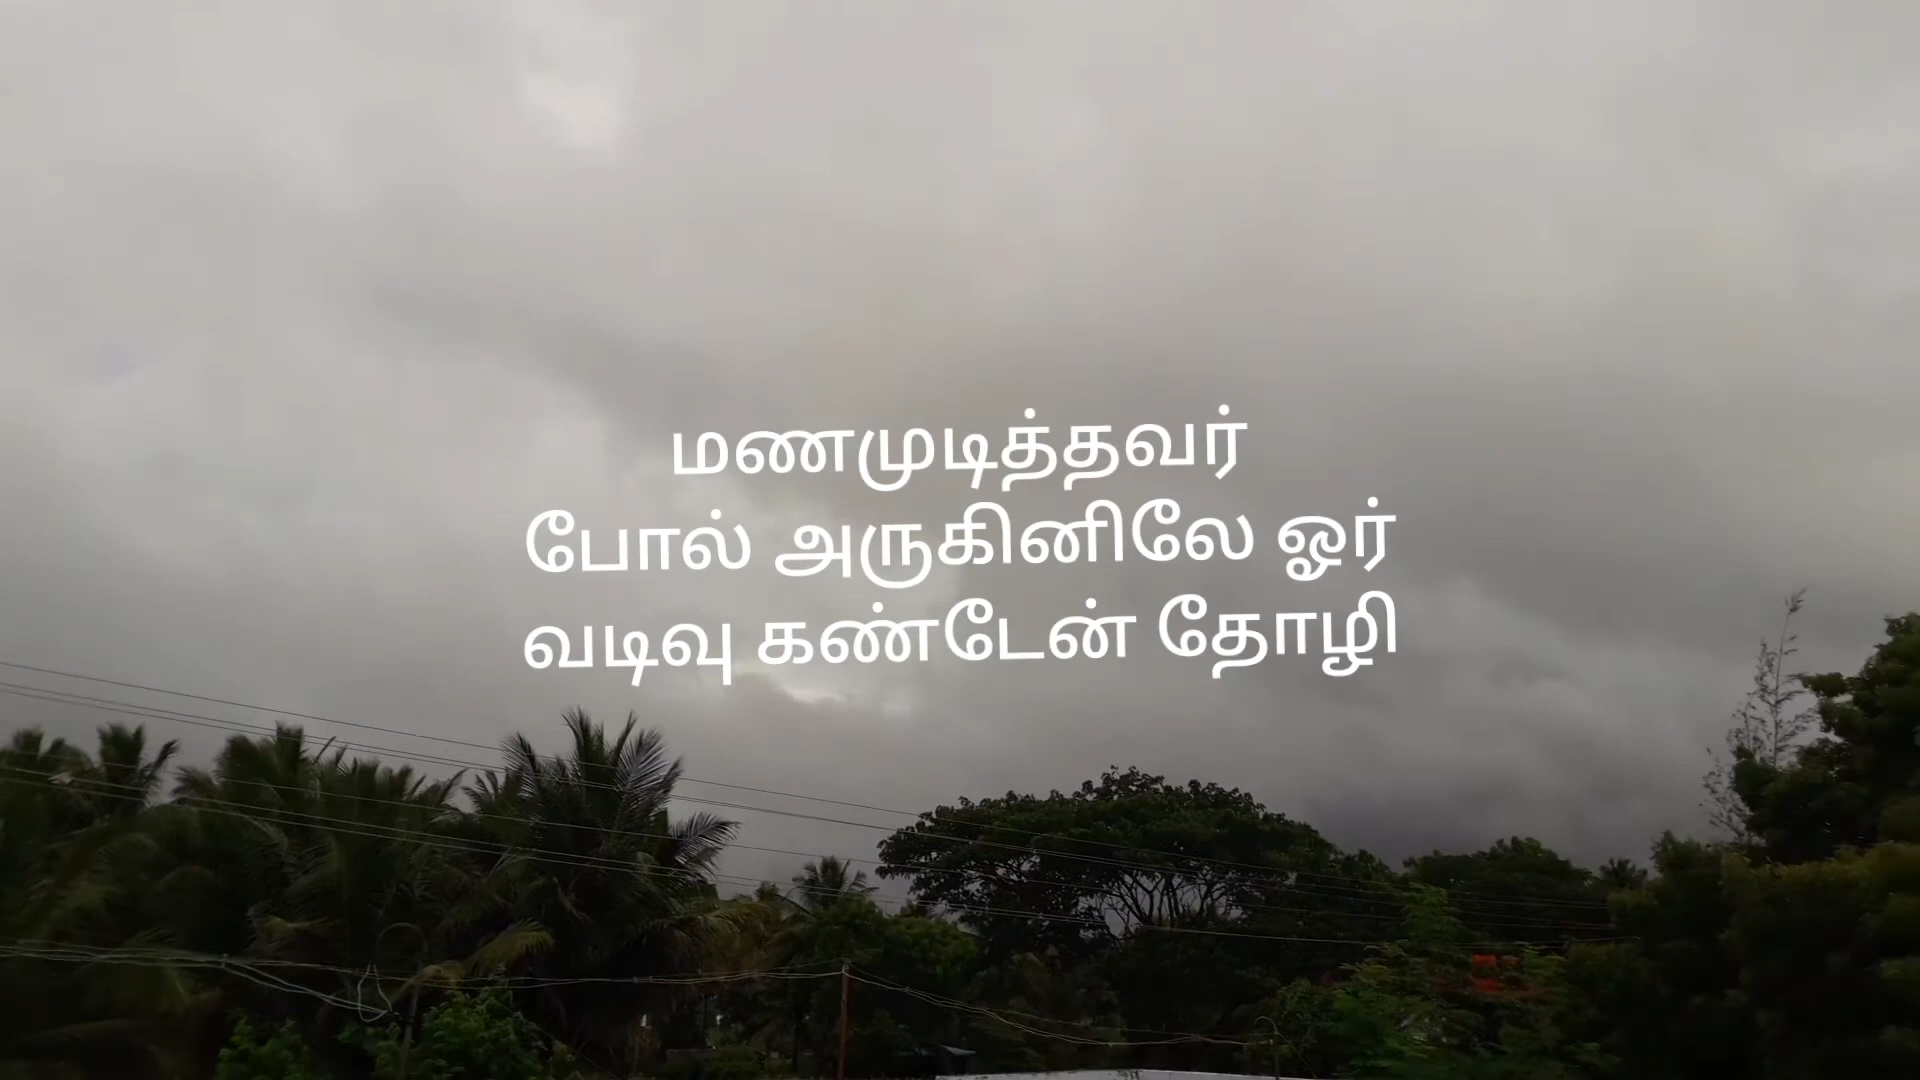 மணமுடித்தவர்
போல் அருகினிலே ஓர்
வடிவு கண்டேன் தோழி